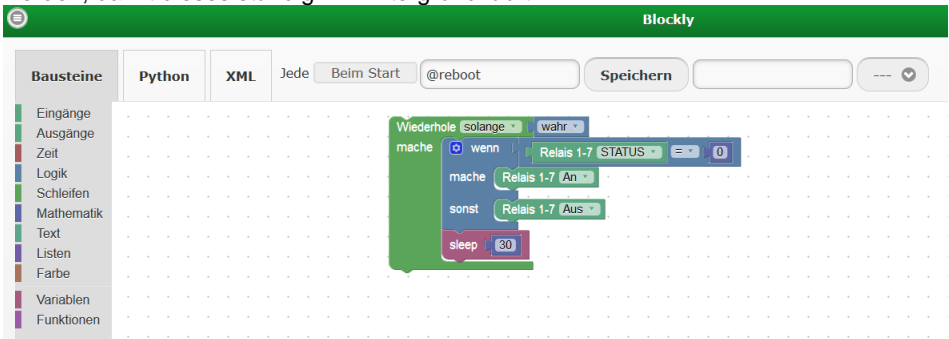 Blockly
Bausteine Python XML Jede Beim Start @reboot Speichern ---
Eingänge
Ausgänge
Zeit
Logik
Schleifen
Mathematik
Text
Listen
Farbe
Variablen
Funktionen
Wiederhole solange wahr
mache wenn Relais 1-7 STATUS = 0
mache Relais 1-7 An
sonst Relais 1-7 Aus
sleep 30